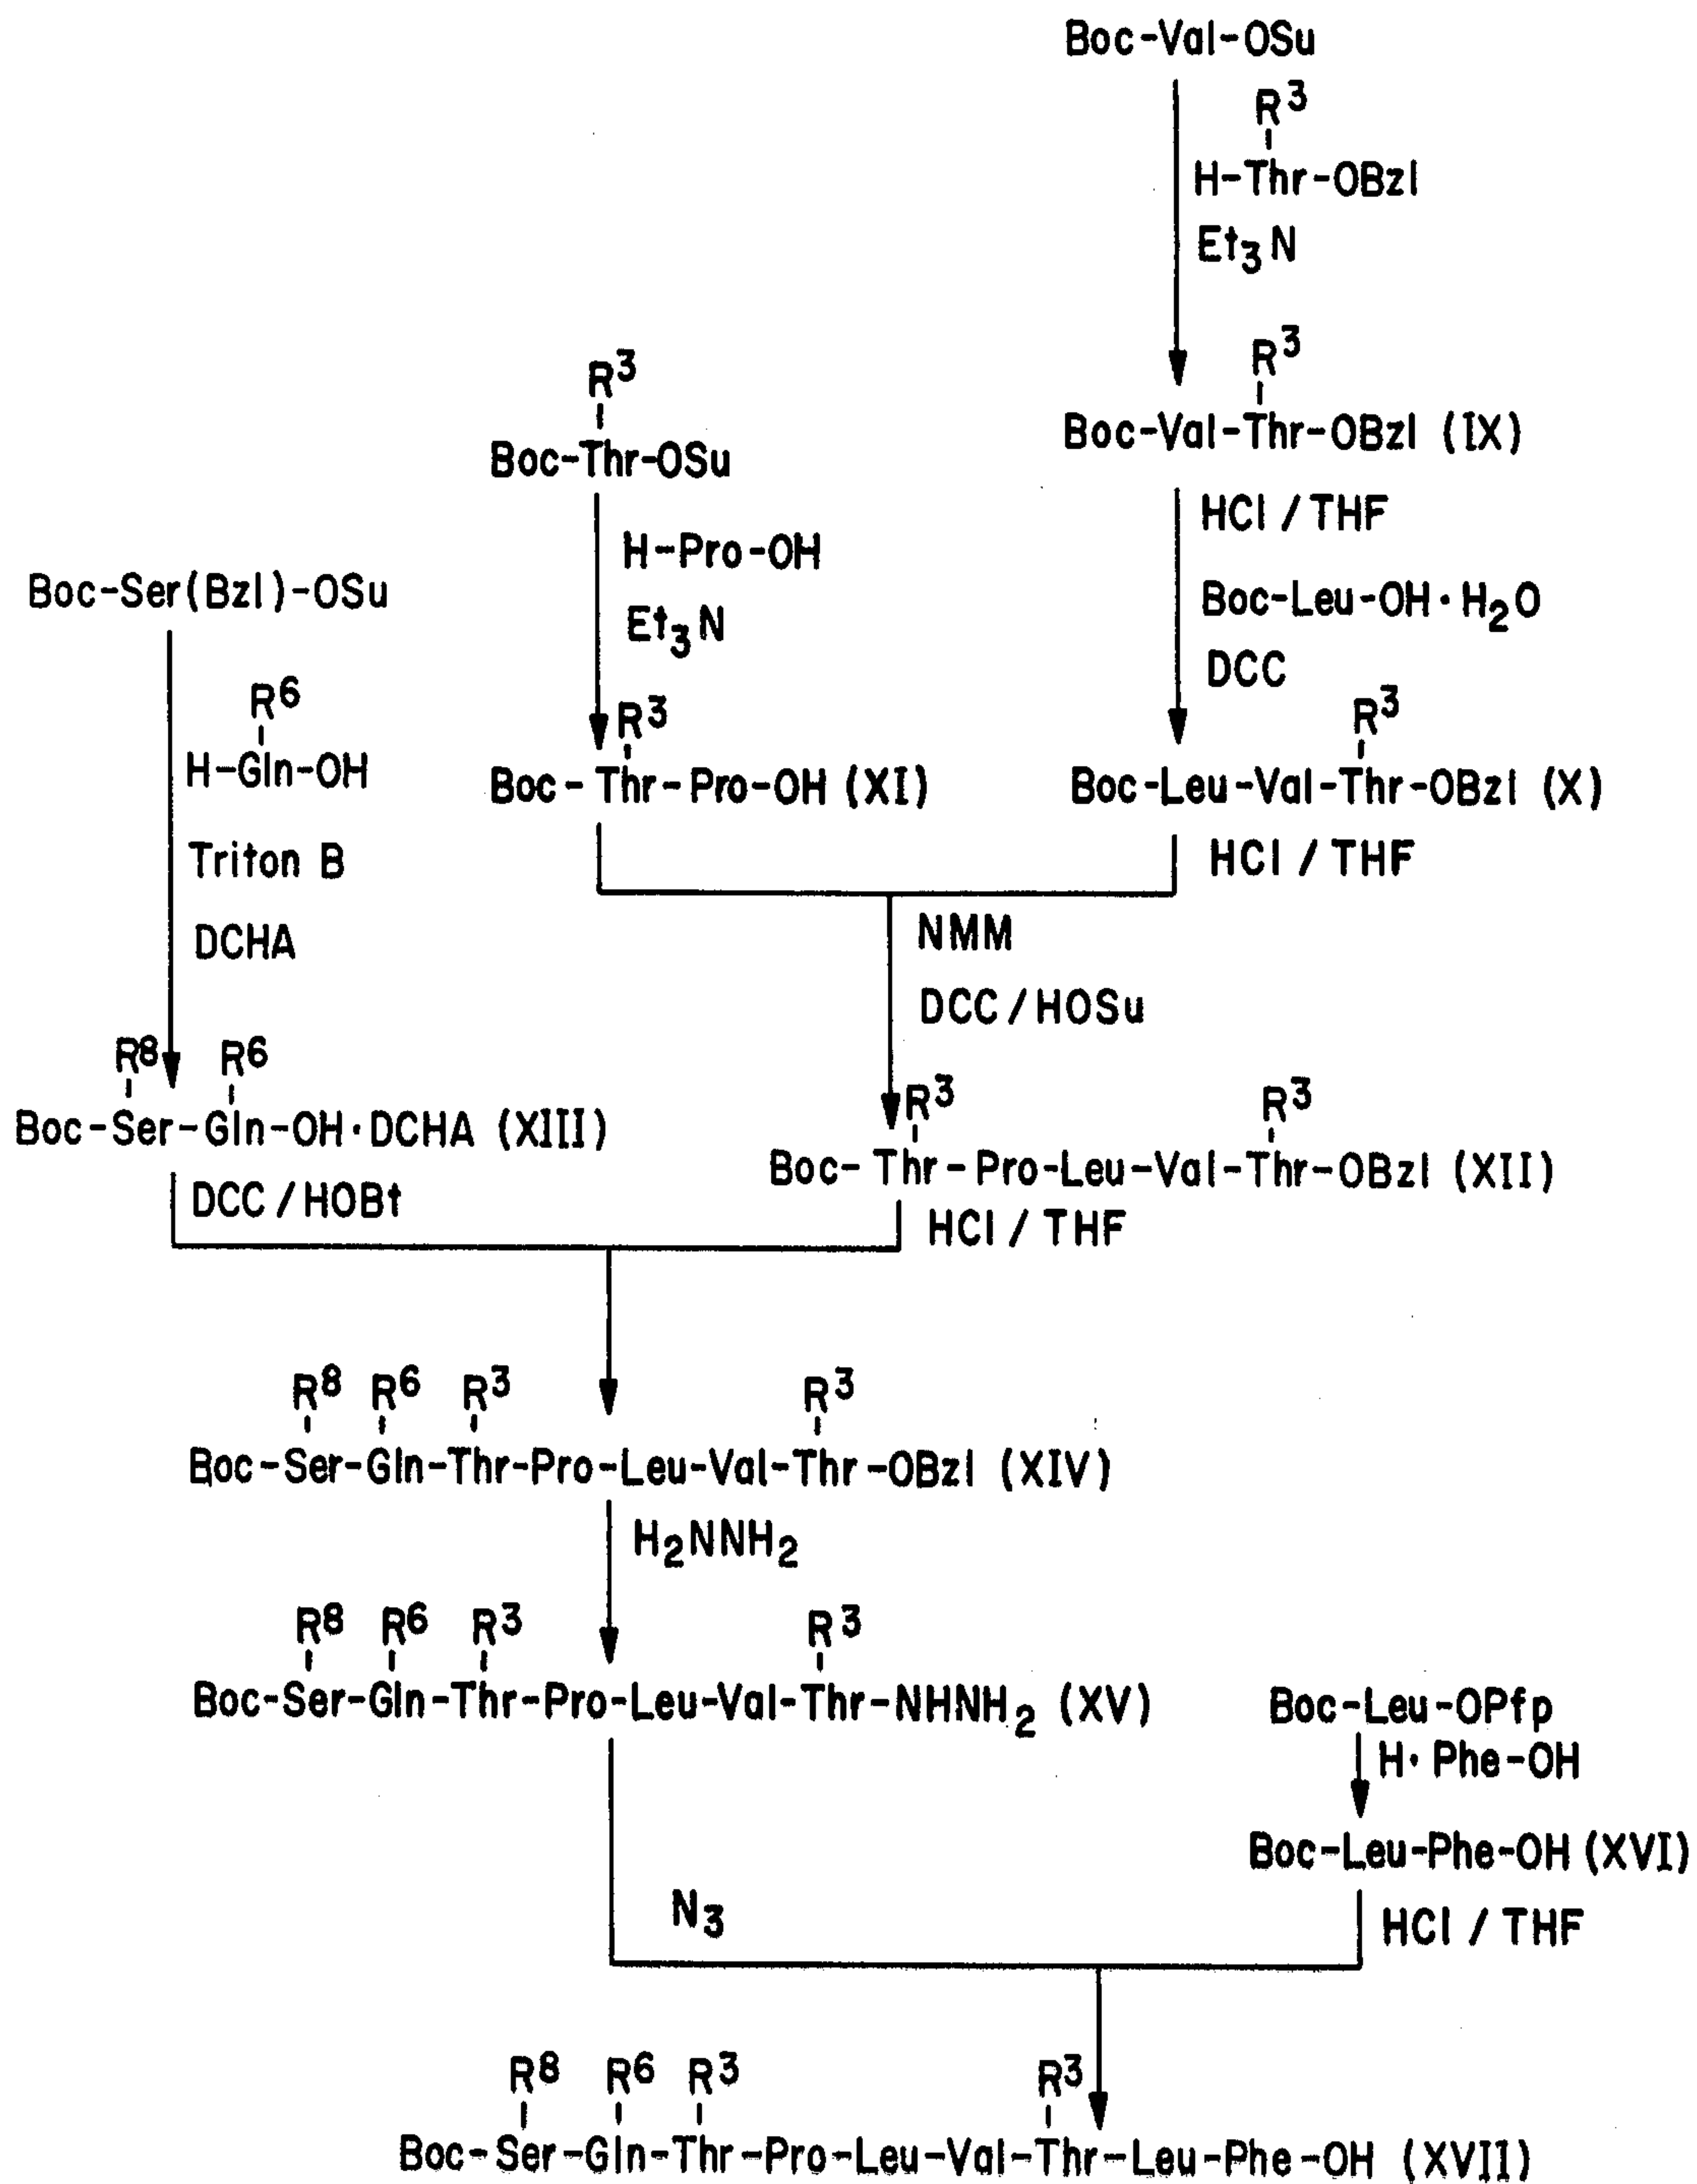 Boc-Val-OSu
R³
H-Thr-OBzl
Et₃N
R³
Boc-Val-Thr-OBzl (IX)
HCl / THF
Boc-Leu-OH·H₂O
DCC
R³
Boc-Leu-Val-Thr-OBzl (X)
HCl / THF
R³
Boc-Thr-OSu
H-Pro-OH
Et₃N
R³
Boc-Thr-Pro-OH (XI)
NMM
DCC/HOSu
R³ R³
Boc-Thr-Pro-Leu-Val-Thr-OBzl (XII)
HCl / THF
Boc-Ser(Bzl)-OSu
R⁶
H-Gln-OH
Triton B
DCHA
R⁸ R⁶
Boc-Ser-Gln-OH·DCHA (XIII)
DCC/HOBt
R⁸ R⁶ R³ R³
Boc-Ser-Gln-Thr-Pro-Leu-Val-Thr-OBzl (XIV)
H₂NNH₂
R⁸ R⁶ R³ R³
Boc-Ser-Gln-Thr-Pro-Leu-Val-Thr-NHNH₂ (XV)
N₃
Boc-Leu-OPfp
H·Phe-OH
Boc-Leu-Phe-OH (XVI)
HCl / THF
R⁸ R⁶ R³ R³
Boc-Ser-Gln-Thr-Pro-Leu-Val-Thr-Leu-Phe-OH (XVII)